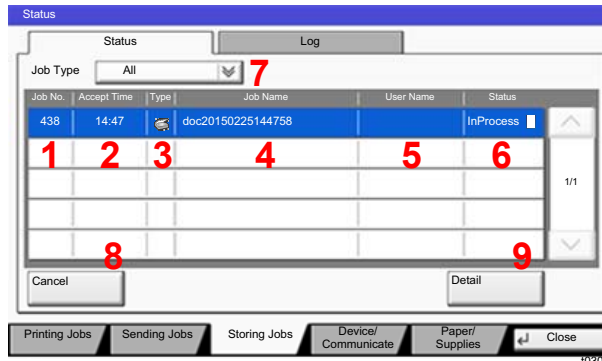 Status
Status Log
Job Type All 7
Job No. Accept Time Type Job Name User Name Status
438 14:47 doc20150225144758 InProcess
1 2 3 4 5 6
1/1
8 9
Cancel Detail
Printing Jobs Sending Jobs Storing Jobs Device/ Communicate Paper/ Supplies Close